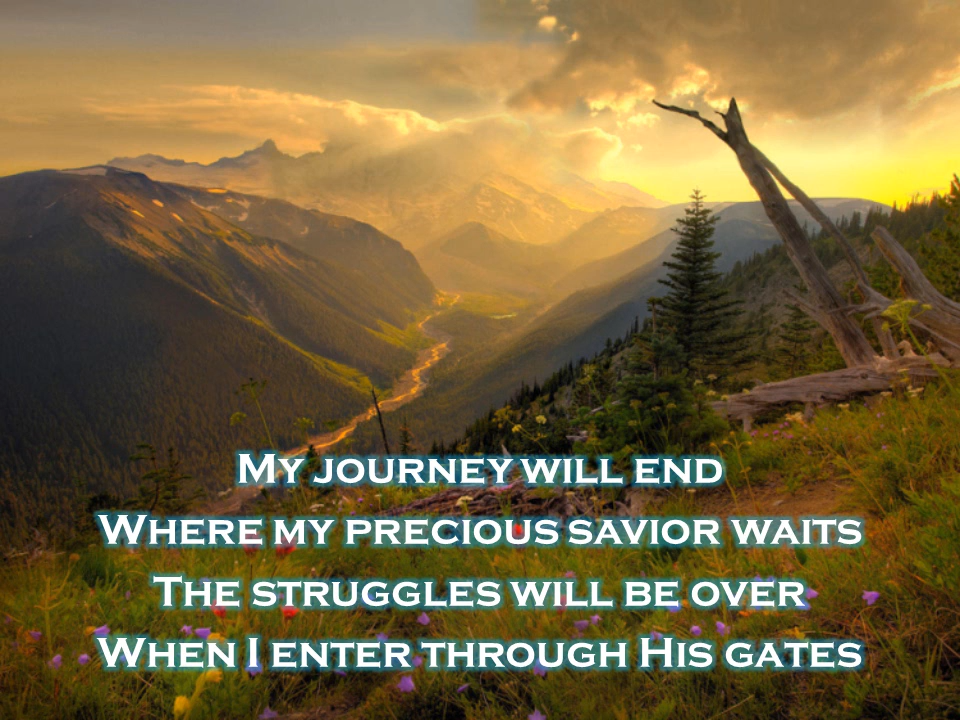 My journey will end
Where my precious savior waits
The struggles will be over
When I enter through His gates